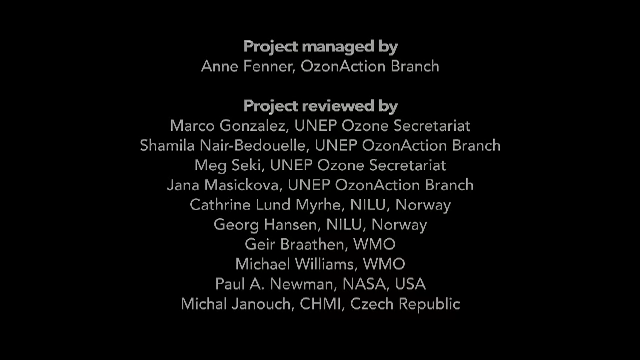 Project managed by
Anne Fenner, OzonAction Branch
Project reviewed by
Marco Gonzalez, UNEP Ozone Secretariat
Shamila Nair-Bedouelle, UNEP OzonAction Branch
Meg Seki, UNEP Ozone Secretariat
Jana Masickova, UNEP OzonAction Branch
Cathrine Lund Myrhe, NILU, Norway
Georg Hansen, NILU, Norway
Geir Braathen, WMO
Michael Williams, WMO
Paul A. Newman, NASA, USA
Michal Janouch, CHMI, Czech Republic